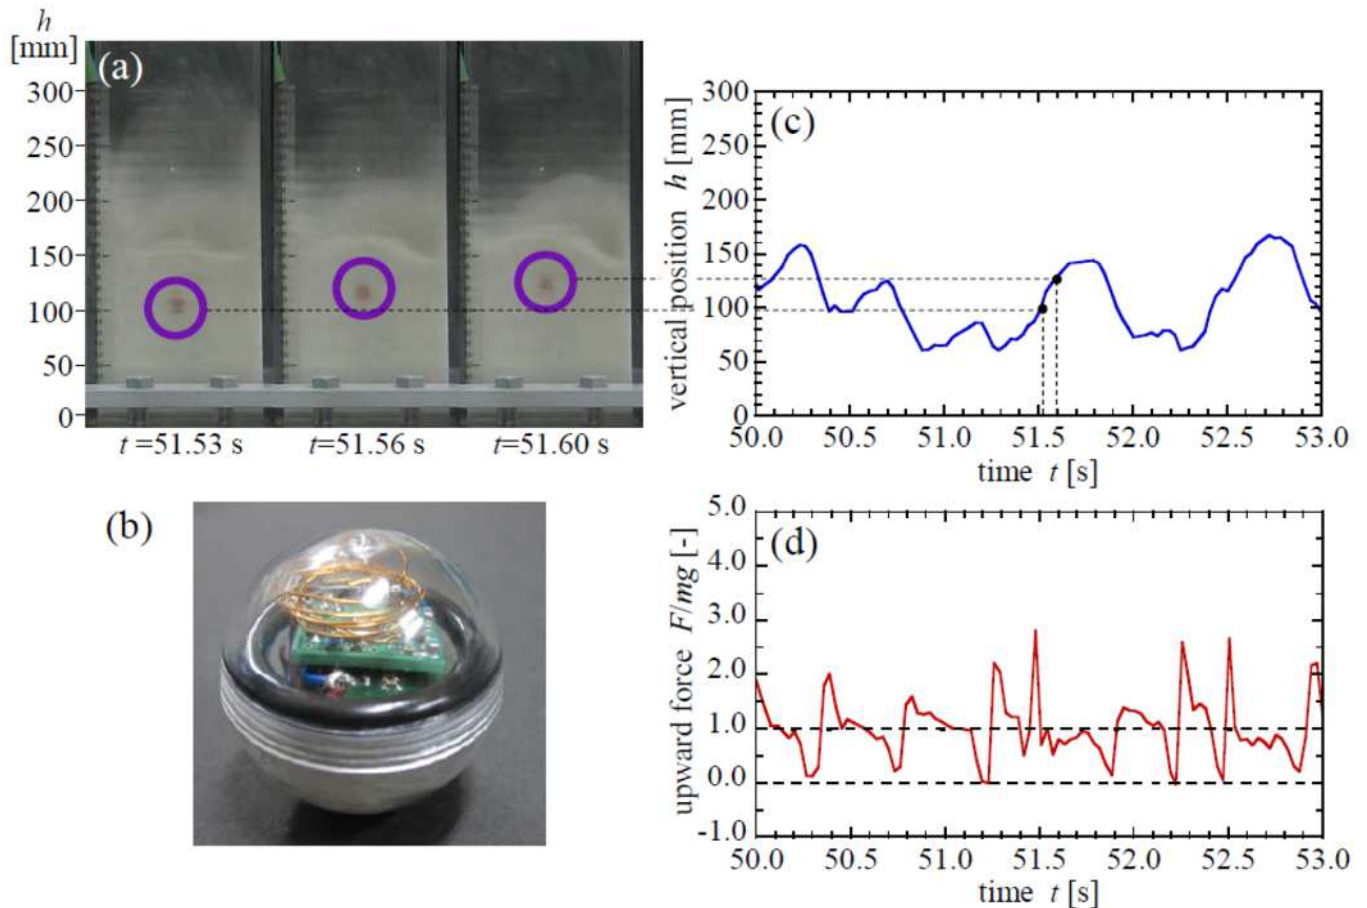 h
[mm]
(a)
300
250
200
150
100
50
0
t=51.53 s
t=51.56 s
t=51.60 s
(b)
(c)
vertical position h [mm]
300
250
200
150
100
50
0
50.0
50.5
51.0
51.5
52.0
52.5
53.0
time t [s]
(d)
upward force F/mg [-]
5.0
4.0
3.0
2.0
1.0
0.0
-1.0
50.0
50.5
51.0
51.5
52.0
52.5
53.0
time t [s]